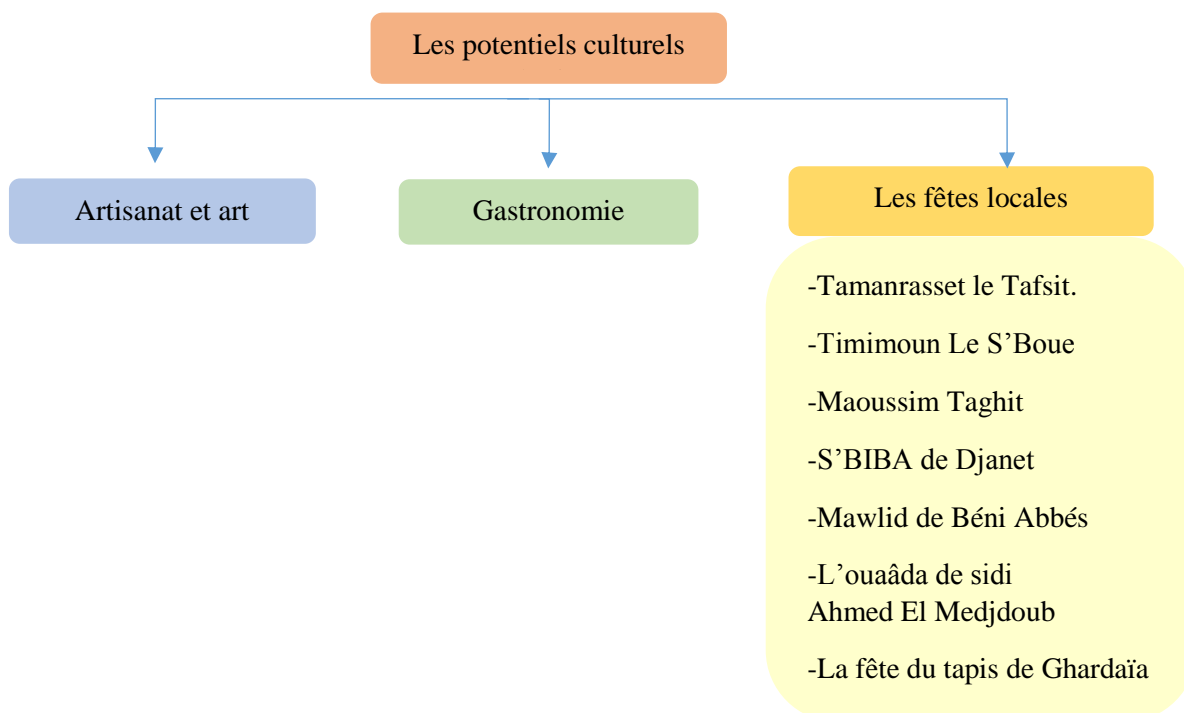 Les potentiels culturels
Artisanat et art
Gastronomie
Les fêtes locales
-Tamanrasset le Tafsit.
-Timimoun Le S’Boue
-Maoussim Taghit
-S’BIBA de Djanet
-Mawlid de Béni Abbés
-L’ouaâda de sidi
Ahmed El Medjdoub
-La fête du tapis de Ghardaïa